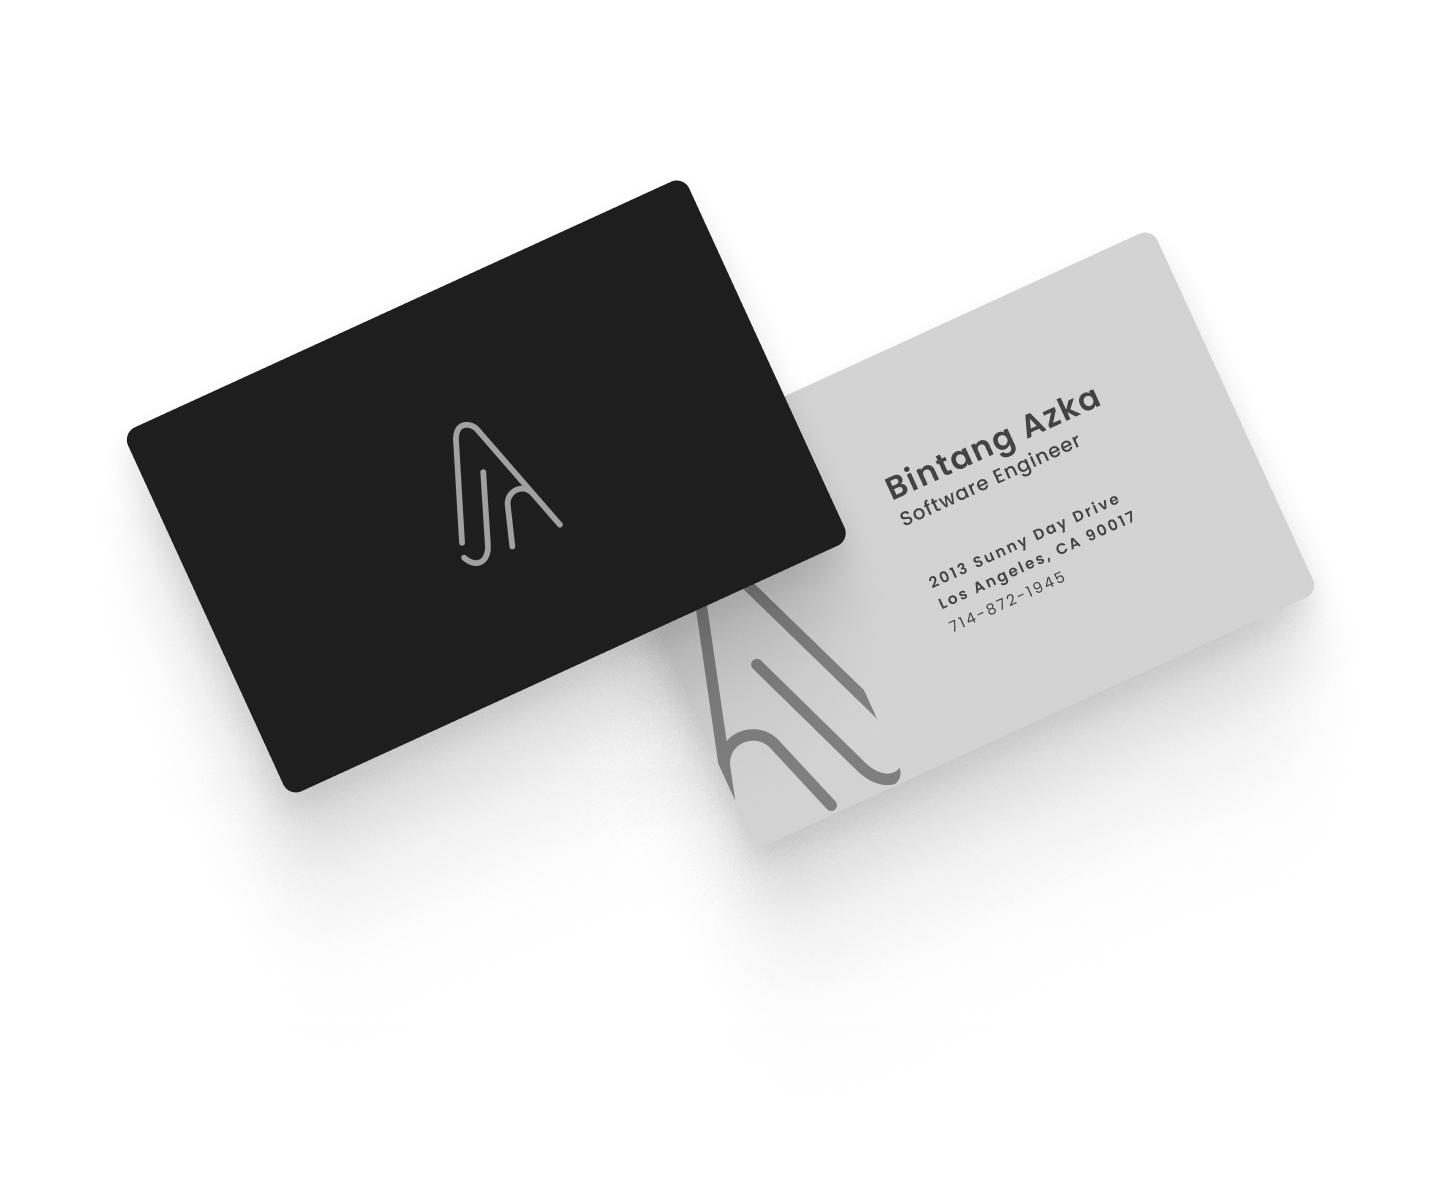 Bintang Azka
Software Engineer
2013 Sunny Day Drive
Los Angeles, CA 90017
714-872-1945